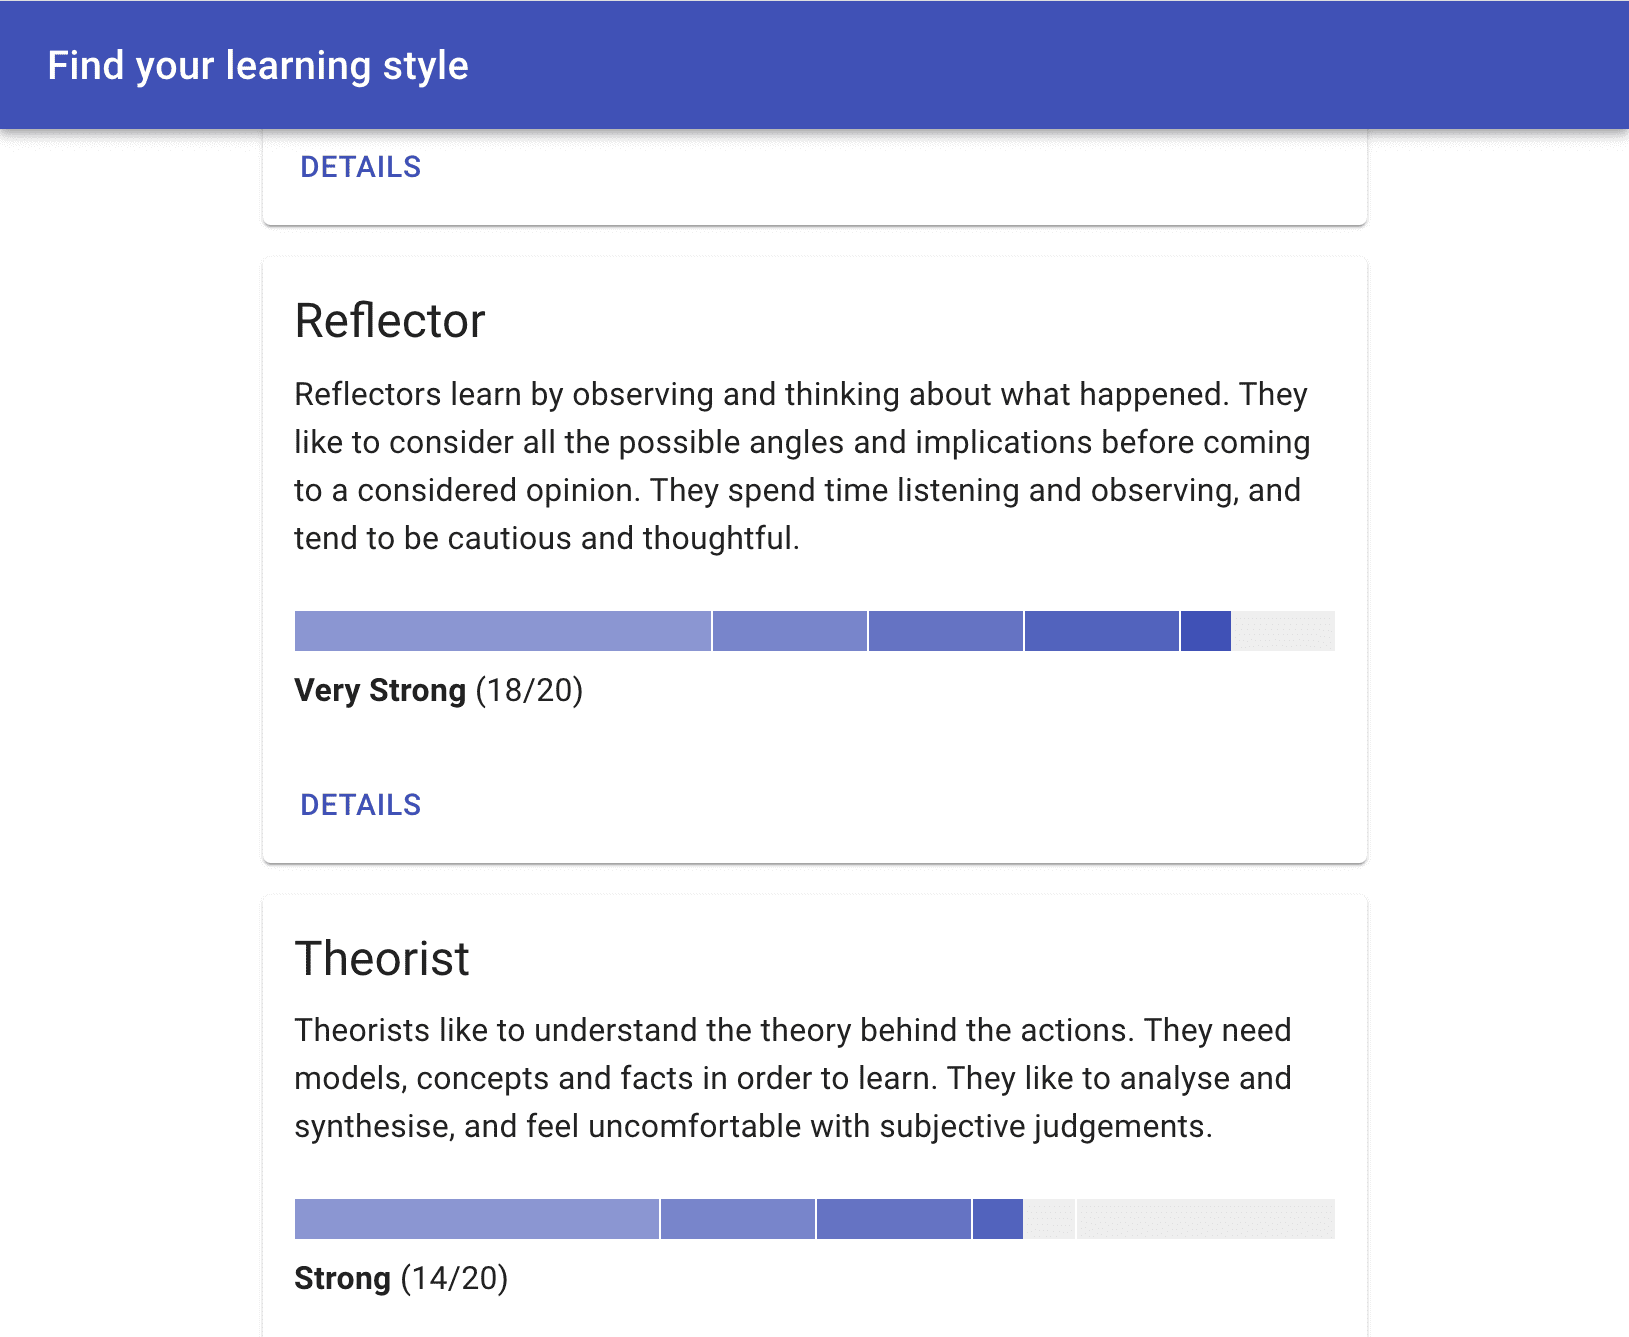 Find your learning style
DETAILS
Reflector
Reflectors learn by observing and thinking about what happened. They
like to consider all the possible angles and implications before coming
to a considered opinion. They spend time listening and observing, and
tend to be cautious and thoughtful.
Very Strong (18/20)
DETAILS
Theorist
Theorists like to understand the theory behind the actions. They need
models, concepts and facts in order to learn. They like to analyse and
synthesise, and feel uncomfortable with subjective judgements.
Strong (14/20)